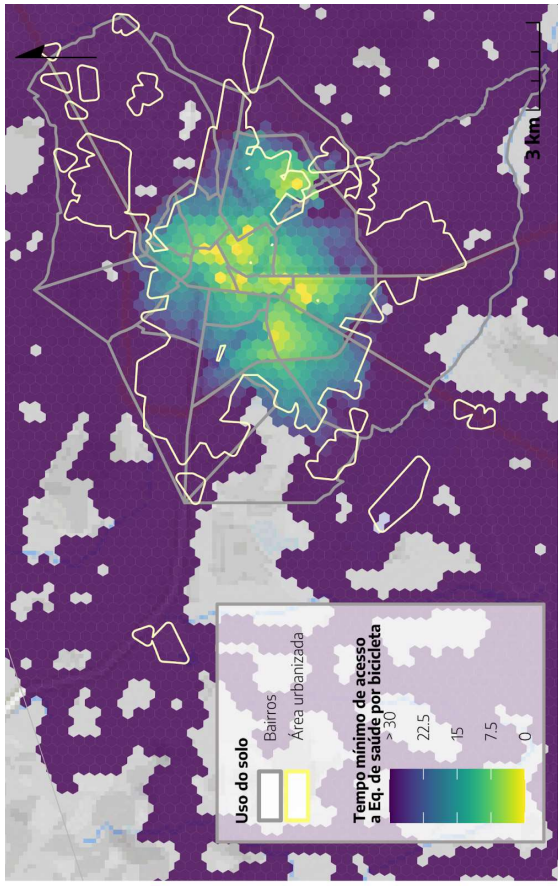 Uso do solo
Bairros
Área urbanizada
Tempo mínimo de acesso
a Eq. de saúde por bicicleta
> 30
22.5
15
7.5
0
3 km